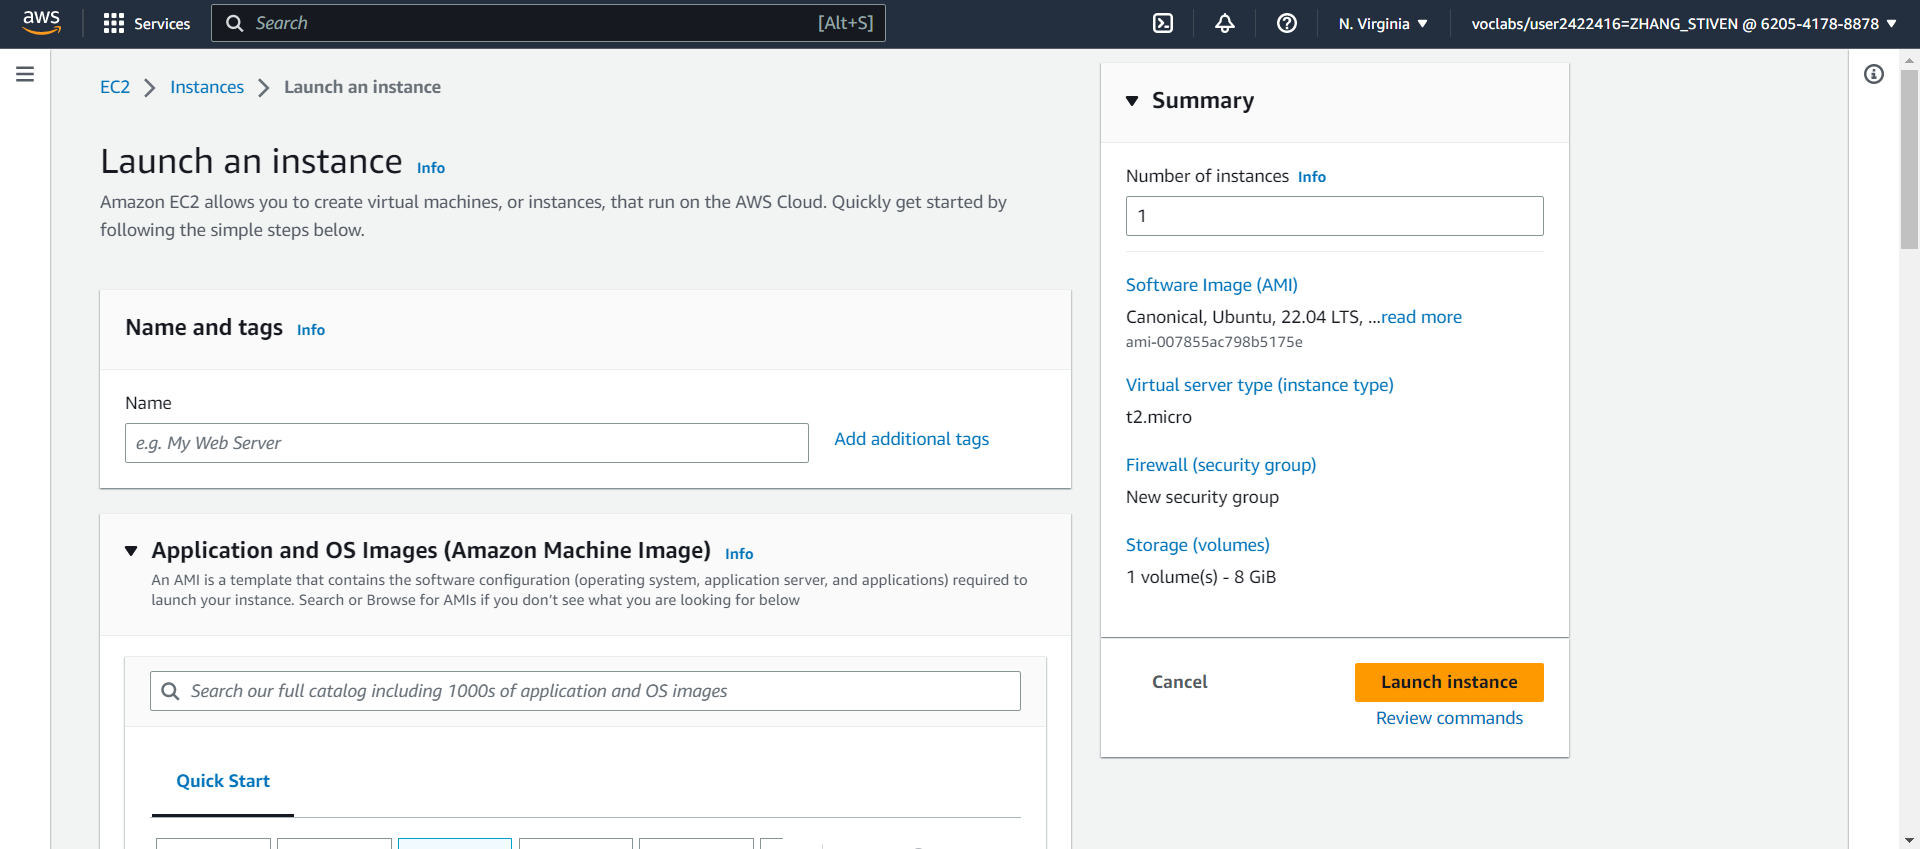 aws
Services
Search
[Alt+S]
N. Virginia
voclabs/user2422416=ZHANG_STIVEN @ 6205-4178-8878
EC2
Instances
Launch an instance
Launch an instance Info
Amazon EC2 allows you to create virtual machines, or instances, that run on the AWS Cloud. Quickly get started by
following the simple steps below.
Name and tags Info
Name
e.g. My Web Server
Add additional tags
Application and OS Images (Amazon Machine Image) Info
An AMI is a template that contains the software configuration (operating system, application server, and applications) required to
launch your instance. Search or Browse for AMIs if you don’t see what you are looking for below
Search our full catalog including 1000s of application and OS images
Quick Start
Summary
Number of instances Info
1
Software Image (AMI)
Canonical, Ubuntu, 22.04 LTS, ...read more
ami-007855ac798b5175e
Virtual server type (instance type)
t2.micro
Firewall (security group)
New security group
Storage (volumes)
1 volume(s) - 8 GiB
Cancel
Launch instance
Review commands